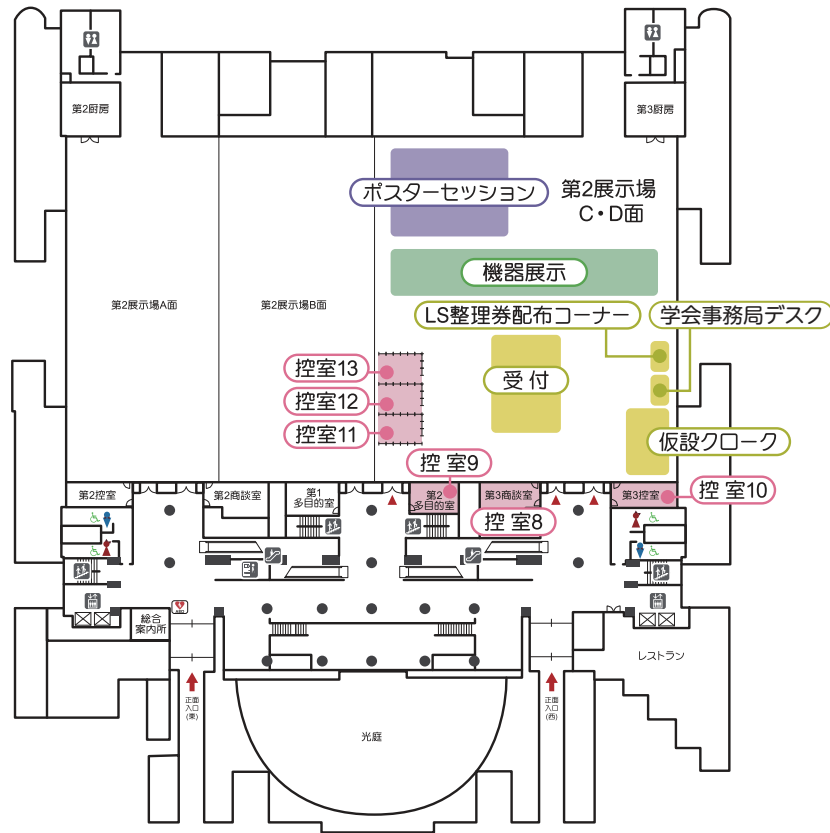 第2厨房
第3厨房
ポスターセッション
第2展示場
C・D面
機器展示
第2展示場A面
第2展示場B面
LS整理券配布コーナー
学会事務局デスク
控室13
受付
控室12
控室11
仮設クローク
控室9
第2控室
第2商談室
第1
多目的室
第2
多目的室
第3商談室
第3控室
控室10
控室8
AED
総合
案内所
レストラン
正面
入口
(東)
正面
入口
(西)
光庭